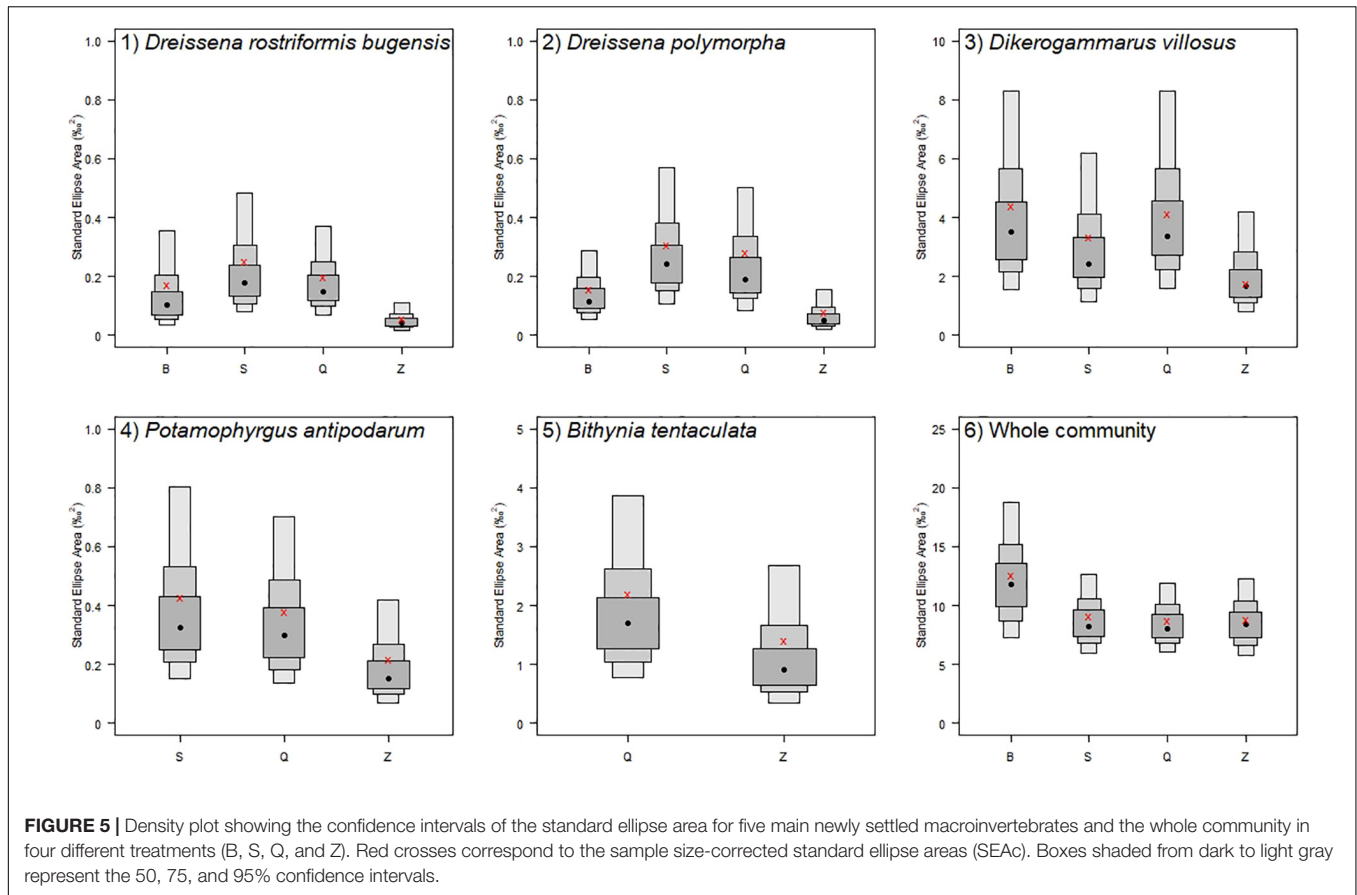 1) Dreissena rostriformis bugensis
Standard Ellipse Area (‰²)
1.0
0.8
0.6
0.4
0.2
0
B S Q Z
2) Dreissena polymorpha
Standard Ellipse Area (‰²)
1.0
0.8
0.6
0.4
0.2
0
B S Q Z
3) Dikerogammarus villosus
Standard Ellipse Area (‰²)
10
8
6
4
2
0
B S Q Z
4) Potamophyrgus antipodarum
Standard Ellipse Area (‰²)
1.0
0.8
0.6
0.4
0.2
0
S Q Z
5) Bithynia tentaculata
Standard Ellipse Area (‰²)
5
4
3
2
1
0
Q Z
6) Whole community
Standard Ellipse Area (‰²)
25
20
15
10
5
0
B S Q Z
FIGURE 5 | Density plot showing the confidence intervals of the standard ellipse area for five main newly settled macroinvertebrates and the whole community in
four different treatments (B, S, Q, and Z). Red crosses correspond to the sample size-corrected standard ellipse areas (SEAc). Boxes shaded from dark to light gray
represent the 50, 75, and 95% confidence intervals.